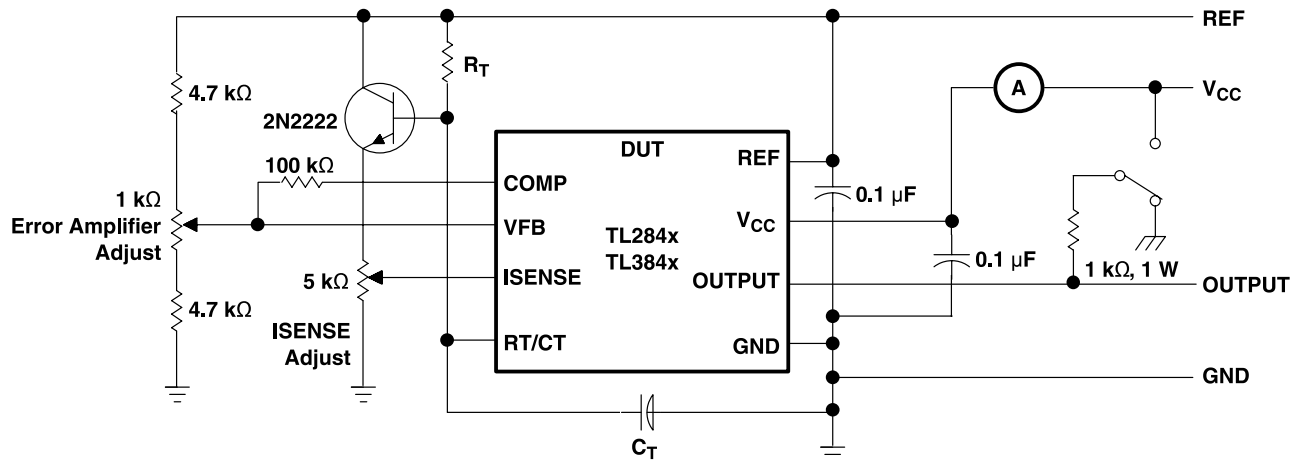 REF
R_T
A
V_CC
4.7 kΩ
2N2222
DUT
REF
100 kΩ
COMP
0.1 µF
1 kΩ
Error Amplifier
Adjust
VFB
V_CC
TL284x
TL384x
0.1 µF
1 kΩ, 1 W
5 kΩ
ISENSE
OUTPUT
OUTPUT
4.7 kΩ
ISENSE
Adjust
RT/CT
GND
GND
C_T